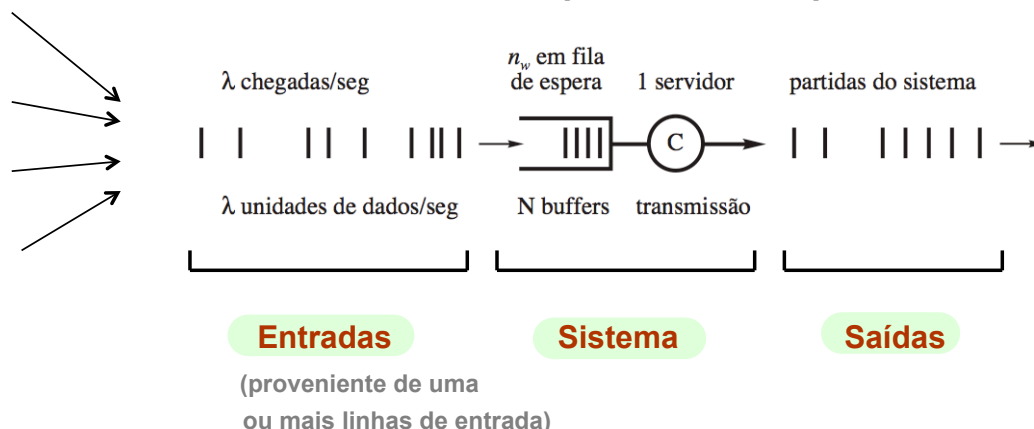 λ chegadas/seg
n_w em fila
de espera
1 servidor
partidas do sistema
C
λ unidades de dados/seg
N buffers
transmissão
Entradas
Sistema
Saídas
(proveniente de uma
ou mais linhas de entrada)